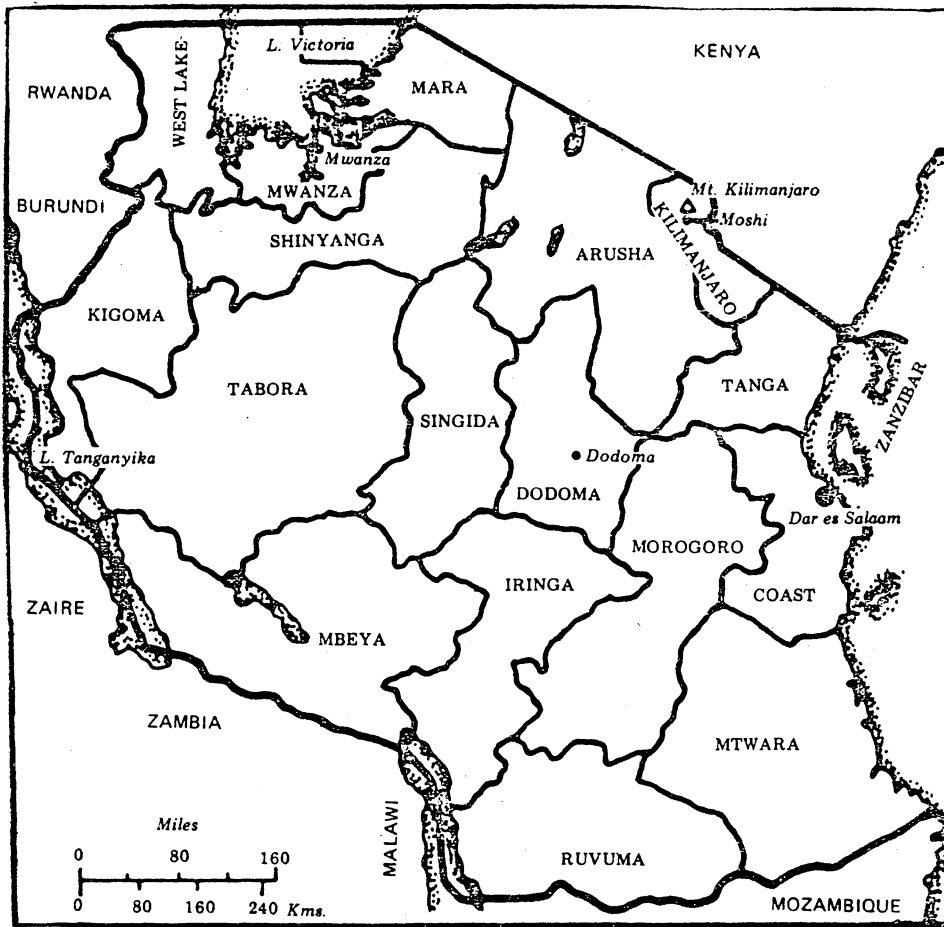 L. Victoria
KENYA
RWANDA
WEST LAKE
MARA
Mwanza
MWANZA
Mt. Kilimanjaro
Moshi
BURUNDI
KILIMANJARO
SHINYANGA
ARUSHA
KIGOMA
TABORA
TANGA
ZANZIBAR
SINGIDA
L. Tanganyika
Dodoma
DODOMA
Dar es Salaam
MOROGORO
IRINGA
COAST
ZAIRE
MBEYA
ZAMBIA
MTWARA
MALAWI
RUVUMA
MOZAMBIQUE
Miles
0 80 160
0 80 160 240 Kms.